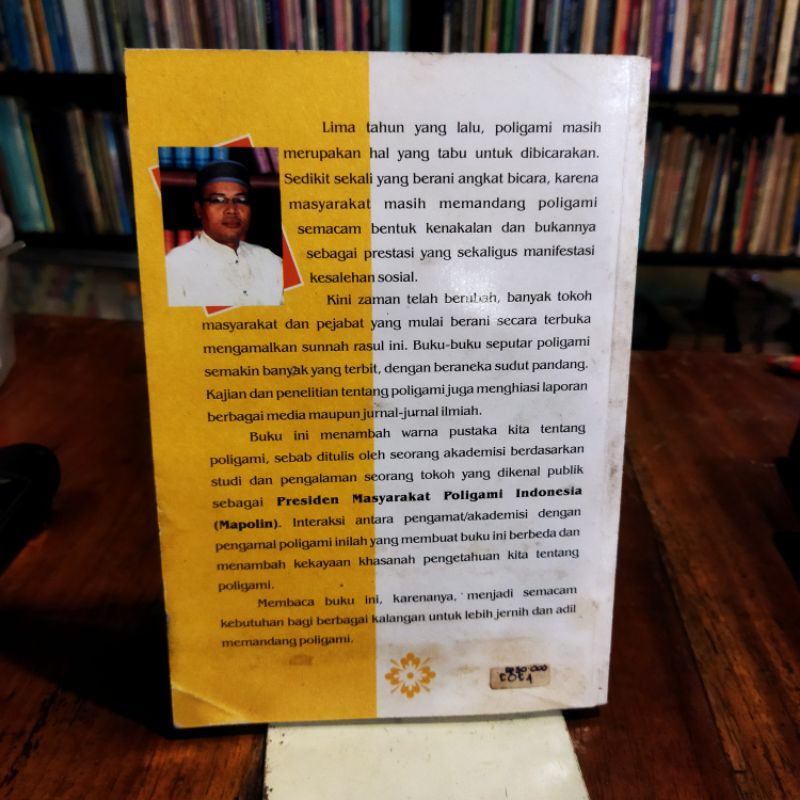 Lima tahun yang lalu, poligami masih
merupakan hal yang tabu untuk dibicarakan.
Sedikit sekali yang berani angkat bicara, karena
masyarakat masih memandang poligami
semacam bentuk kenakalan dan bukannya
sebagai prestasi yang sekaligus manifestasi
kesalehan sosial.
Kini zaman telah berubah, banyak tokoh
masyarakat dan pejabat yang mulai berani secara terbuka
mengamalkan sunnah rasul ini. Buku-buku seputar poligami
semakin banyak yang terbit, dengan beraneka sudut pandang.
Kajian dan penelitian tentang poligami juga menghiasi laporan
berbagai media maupun jurnal-jurnal ilmiah.
Buku ini menambah warna pustaka kita tentang
poligami, sebab ditulis oleh seorang akademisi berdasarkan
studi dan pengalaman seorang tokoh yang dikenal publik
sebagai Presiden Masyarakat Poligami Indonesia
(Mapolin). Interaksi antara pengamat/akademisi dengan
pengamal poligami inilah yang membuat buku ini berbeda dan
menambah kekayaan khasanah pengetahuan kita tentang
poligami.
Membaca buku ini, karenanya, menjadi semacam
kebutuhan bagi berbagai kalangan untuk lebih jernih dan adil
memandang poligami.